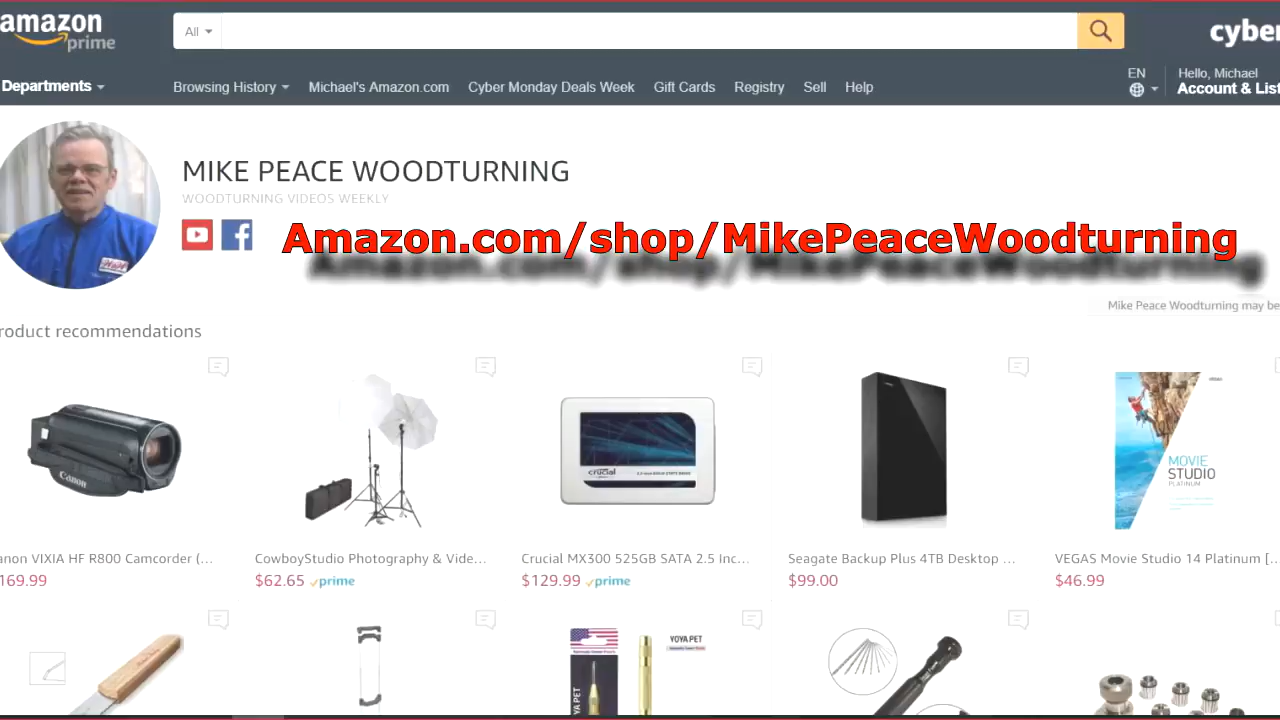 amazon
prime
All
cyber
Departments
Browsing History
Michael's Amazon.com
Cyber Monday Deals Week
Gift Cards
Registry
Sell
Help
EN
Hello, Michael
Account & List
MIKE PEACE WOODTURNING
WOODTURNING VIDEOS WEEKLY
Amazon.com/shop/MikePeaceWoodturning
Mike Peace Woodturning may be
roduct recommendations
Canon
crucial
MOVIE
STUDIO
PLATINUM
anon VIXIA HF R800 Camcorder (...
169.99
CowboyStudio Photography & Vide...
$62.65 prime
Crucial MX300 525GB SATA 2.5 Inc...
$129.99 prime
Seagate Backup Plus 4TB Desktop ...
$99.00
VEGAS Movie Studio 14 Platinum [...
$46.99
YOYA PET
YOYA PET